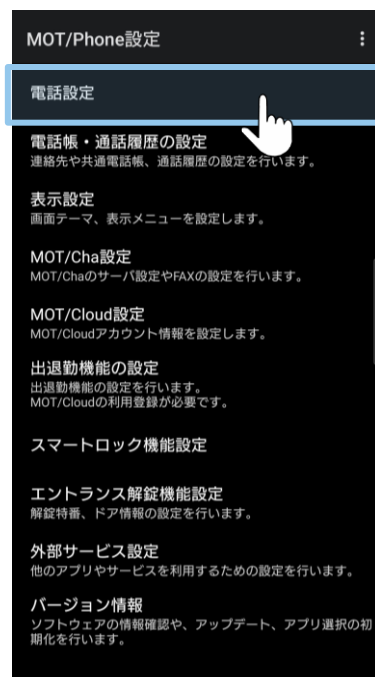 MOT/Phone設定
電話設定
電話帳・通話履歴の設定
連絡先や共通電話帳、通話履歴の設定を行います。
表示設定
画面テーマ、表示メニューを設定します。
MOT/Cha設定
MOT/Chaのサーバ設定やFAXの設定を行います。
MOT/Cloud設定
MOT/Cloudアカウント情報を設定します。
出退勤機能の設定
出退勤機能の設定を行います。
MOT/Cloudの利用登録が必要です。
スマートロック機能設定
エントランス解錠機能設定
解錠特番、ドア情報の設定を行います。
外部サービス設定
他のアプリやサービスを利用するための設定を行います。
バージョン情報
ソフトウェアの情報確認や、アップデート、アプリ選択の初
期化を行います。